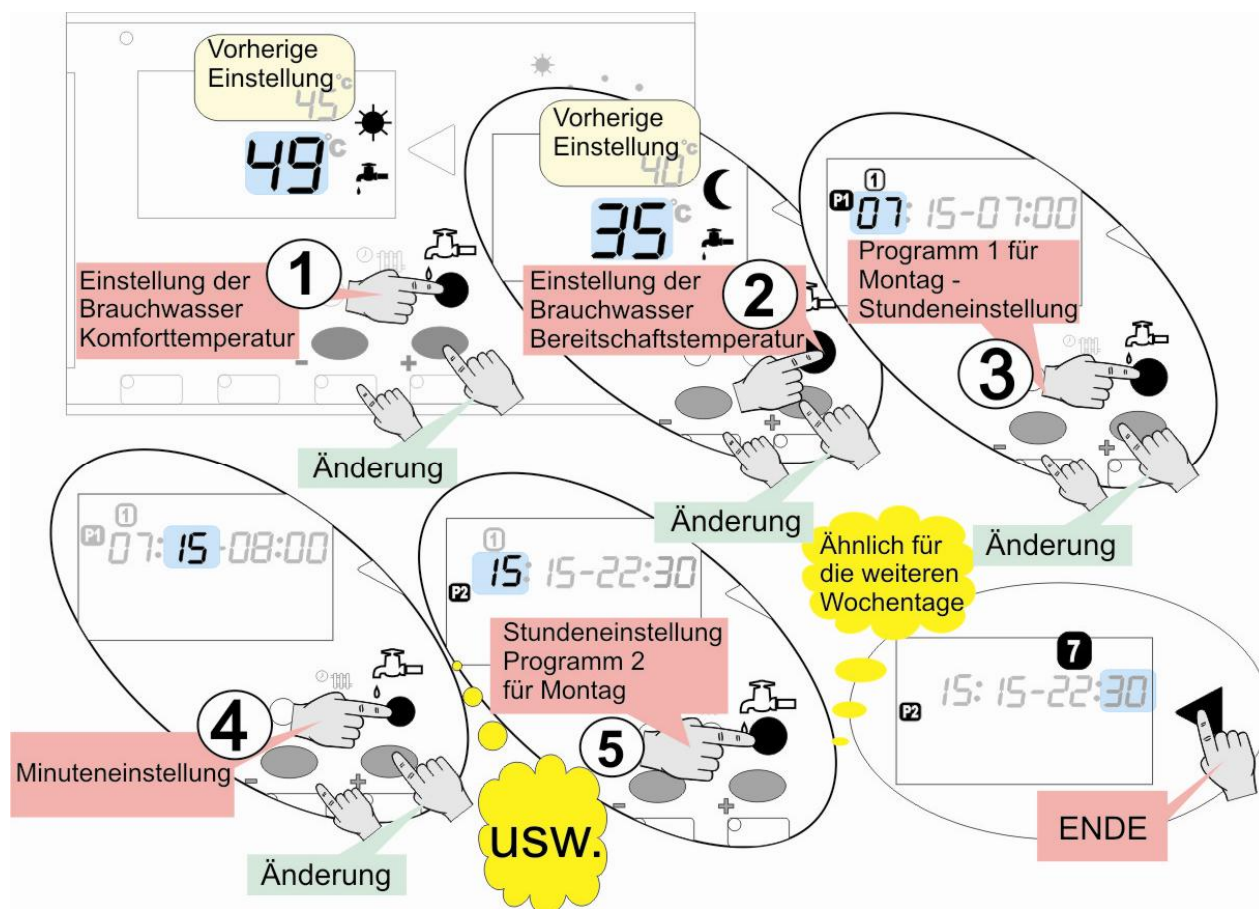 Vorherige
Einstellung
45°C
49°C
1
Einstellung der
Brauchwasser
Komforttemperatur
- +
Änderung
Vorherige
Einstellung
40°C
35°C
2
Einstellung der
Brauchwasser
Bereitschaftstemperatur
- +
Änderung
1
P1 07:15-07:00
Programm 1 für
Montag -
Stundeneinstellung
3
- +
Änderung
1
P1 07:15-08:00
4
Minuteneinstellung
- +
Änderung
1
P2 15:15-22:30
Stundeneinstellung
Programm 2
für Montag
5
- +
usw.
Ähnlich für
die weiteren
Wochentage
7
P2 15:15-22:30
ENDE